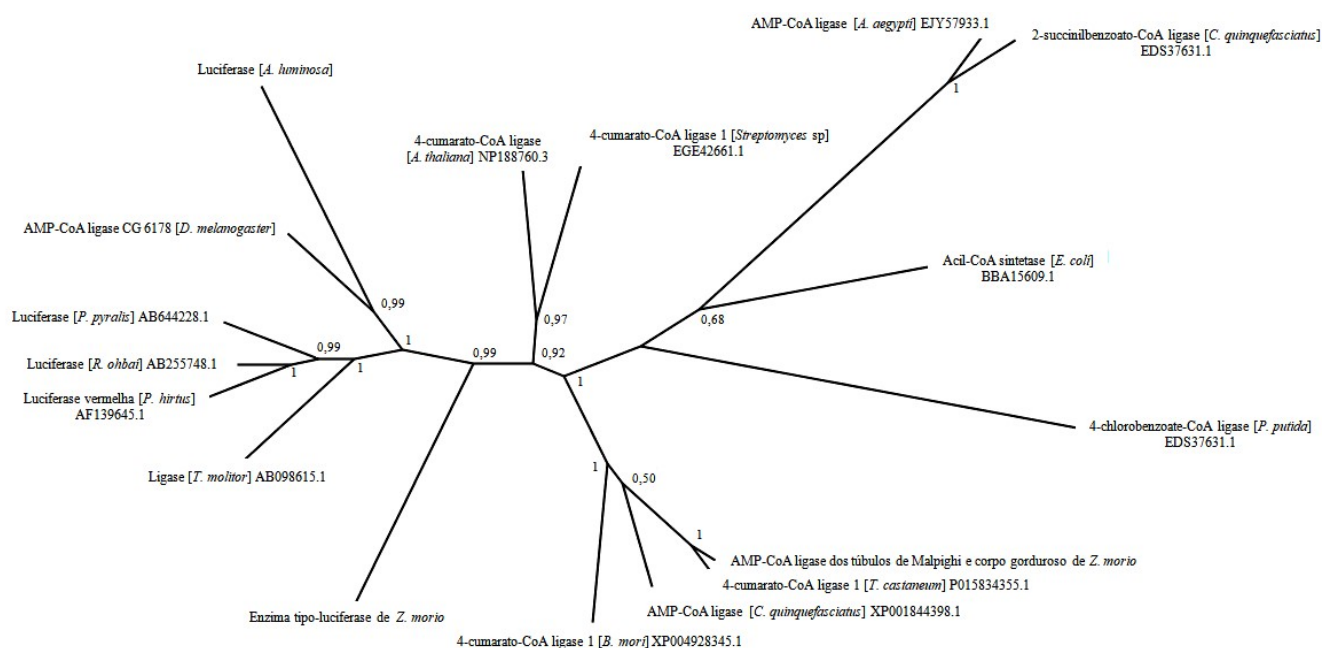 AMP-CoA ligase [A. aegypti] EJY57933.1
2-succinilbenzoato-CoA ligase [C. quinquefasciatus]
EDS37631.1
Luciferase [A. luminosa]
4-cumarato-CoA ligase
[A. thaliana] NP188760.3
4-cumarato-CoA ligase 1 [Streptomyces sp]
EGE42661.1
1
AMP-CoA ligase CG 6178 [D. melanogaster]
Acil-CoA sintetase [E. coli]
BBA15609.1
0,99
0,97
0,68
Luciferase [P. pyralis] AB644228.1
0,99
1
0,99
0,92
Luciferase [R. ohbai] AB255748.1
1
1
1
Luciferase vermelha [P. hirtus]
AF139645.1
4-chlorobenzoate-CoA ligase [P. putida]
EDS37631.1
Ligase [T. molitor] AB098615.1
1
0,50
1
AMP-CoA ligase dos túbulos de Malpighi e corpo gorduroso de Z. morio
4-cumarato-CoA ligase 1 [T. castaneum] P015834355.1
AMP-CoA ligase [C. quinquefasciatus] XP001844398.1
Enzima tipo-luciferase de Z. morio
4-cumarato-CoA ligase 1 [B. mori] XP004928345.1